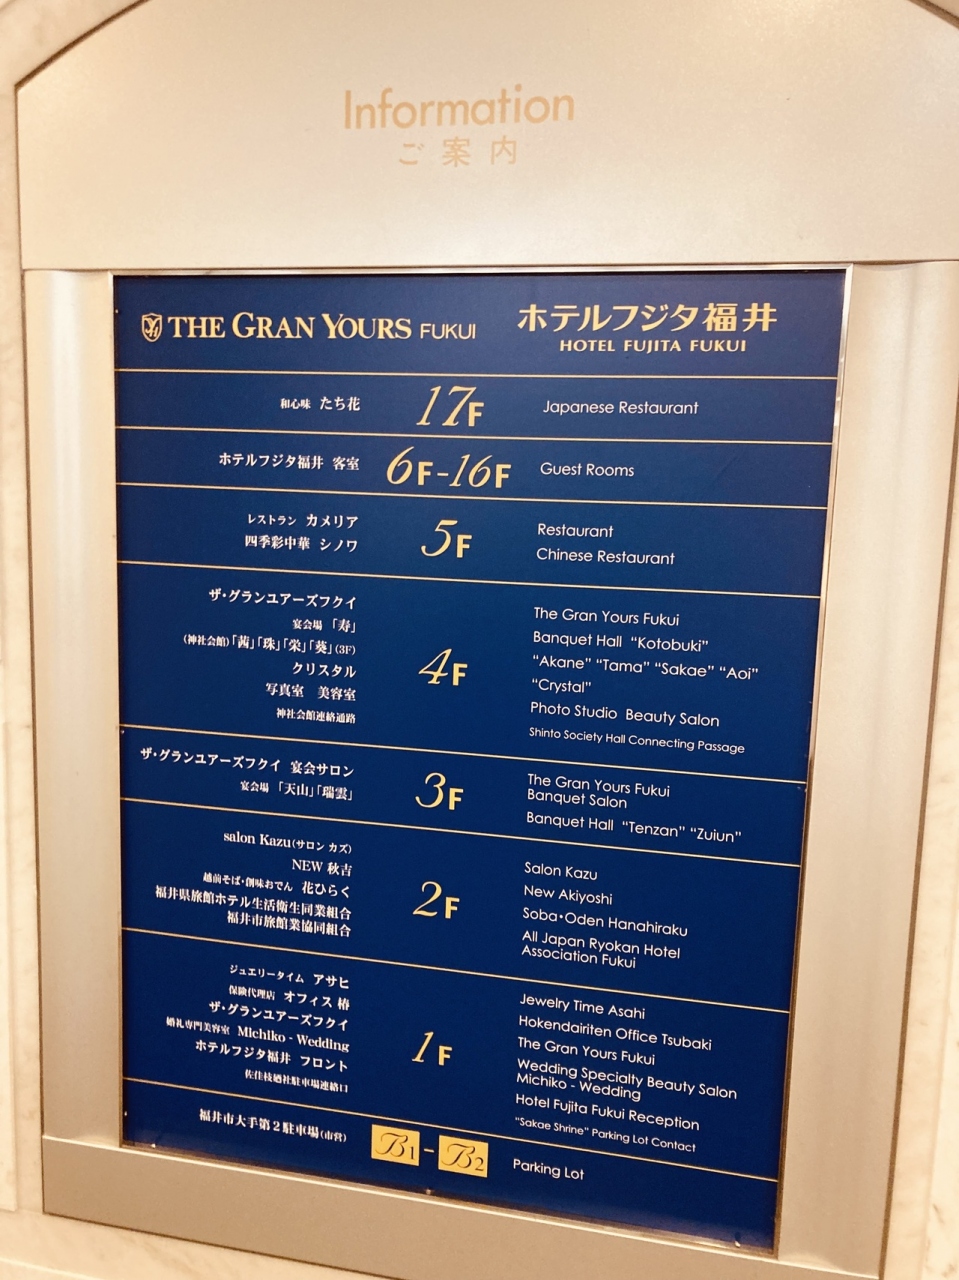 Information
ご案内
THE GRAN YOURS FUKUI
ホテルフジタ福井
HOTEL FUJITA FUKUI
和心味 たち花
17F
Japanese Restaurant
ホテルフジタ福井 客室
6F-16F
Guest Rooms
レストラン カメリア
四季彩中華 シノワ
5F
Restaurant
Chinese Restaurant
ザ・グランユアーズフクイ
宴会場 「寿」
(神社会館)「茜」「珠」「栄」「葵」(3F)
クリスタル
写真室 美容室
神社会館連絡通路
4F
The Gran Yours Fukui
Banquet Hall “Kotobuki”
“Akane” “Tama” “Sakae” “Aoi”
“Crystal”
Photo Studio Beauty Salon
Shinto Society Hall Connecting Passage
ザ・グランユアーズフクイ 宴会サロン
宴会場 「天山」「瑞雲」
3F
The Gran Yours Fukui
Banquet Salon
Banquet Hall “Tenzan” “Zuiun”
salon Kazu(サロン カズ)
NEW 秋吉
越前そば・創味おでん 花ひらく
福井県旅館ホテル生活衛生同業組合
福井市旅館業協同組合
2F
Salon Kazu
New Akiyoshi
Soba・Oden Hanahiraku
All Japan Ryokan Hotel
Association Fukui
ジュエリータイム アサヒ
保険代理店 オフィス 椿
ザ・グランユアーズフクイ
婚礼専門美容室 Michiko - Wedding
ホテルフジタ福井 フロント
佐佳枝廼社駐車場連絡口
1F
Jewelry Time Asahi
Hokendairiten Office Tsubaki
The Gran Yours Fukui
Wedding Specialty Beauty Salon
Michiko - Wedding
Hotel Fujita Fukui Reception
“Sakae Shrine” Parking Lot Contact
福井市大手第2駐車場(市営)
B1 - B2
Parking Lot